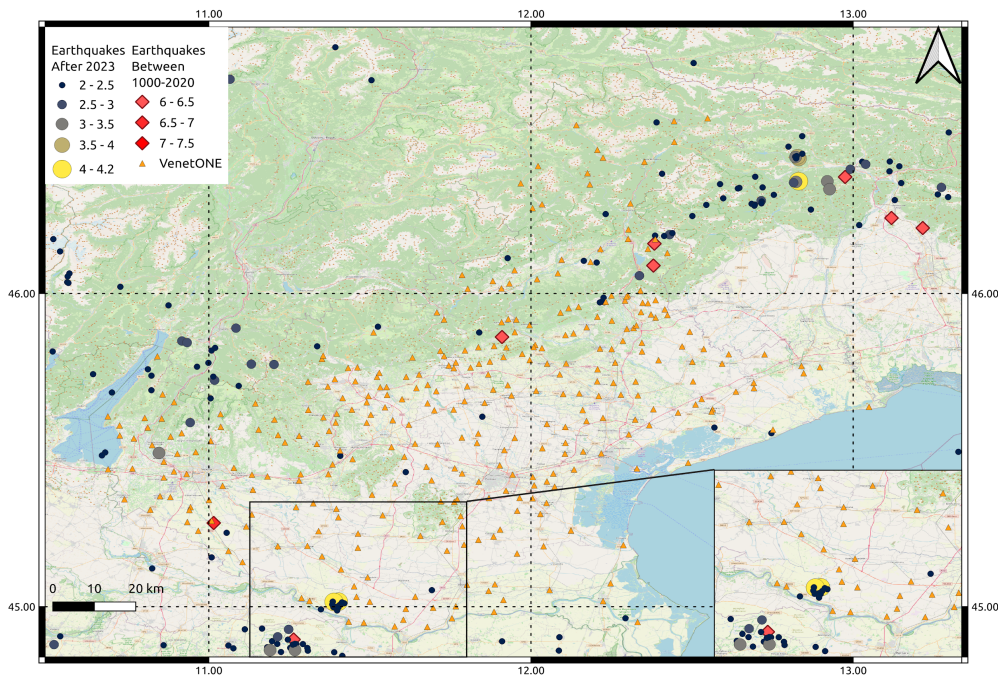 11.00 12.00 13.00
Earthquakes Earthquakes
After 2023 Between
1000-2020
2 - 2.5
2.5 - 3
3 - 3.5
3.5 - 4
4 - 4.2
6 - 6.5
6.5 - 7
7 - 7.5
VenetONE
46.00 46.00
0 10 20 km
45.00 45.00
11.00 12.00 13.00